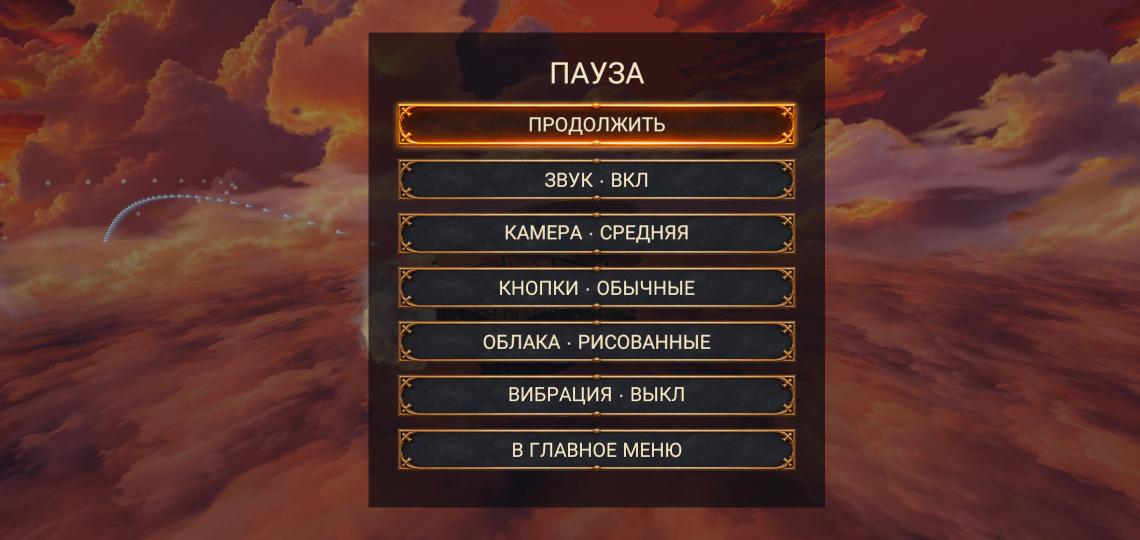 ПАУЗА
ПРОДОЛЖИТЬ
ЗВУК · ВКЛ
КАМЕРА · СРЕДНЯЯ
КНОПКИ · ОБЫЧНЫЕ
ОБЛАКА · РИСОВАННЫЕ
ВИБРАЦИЯ · ВЫКЛ
В ГЛАВНОЕ МЕНЮ